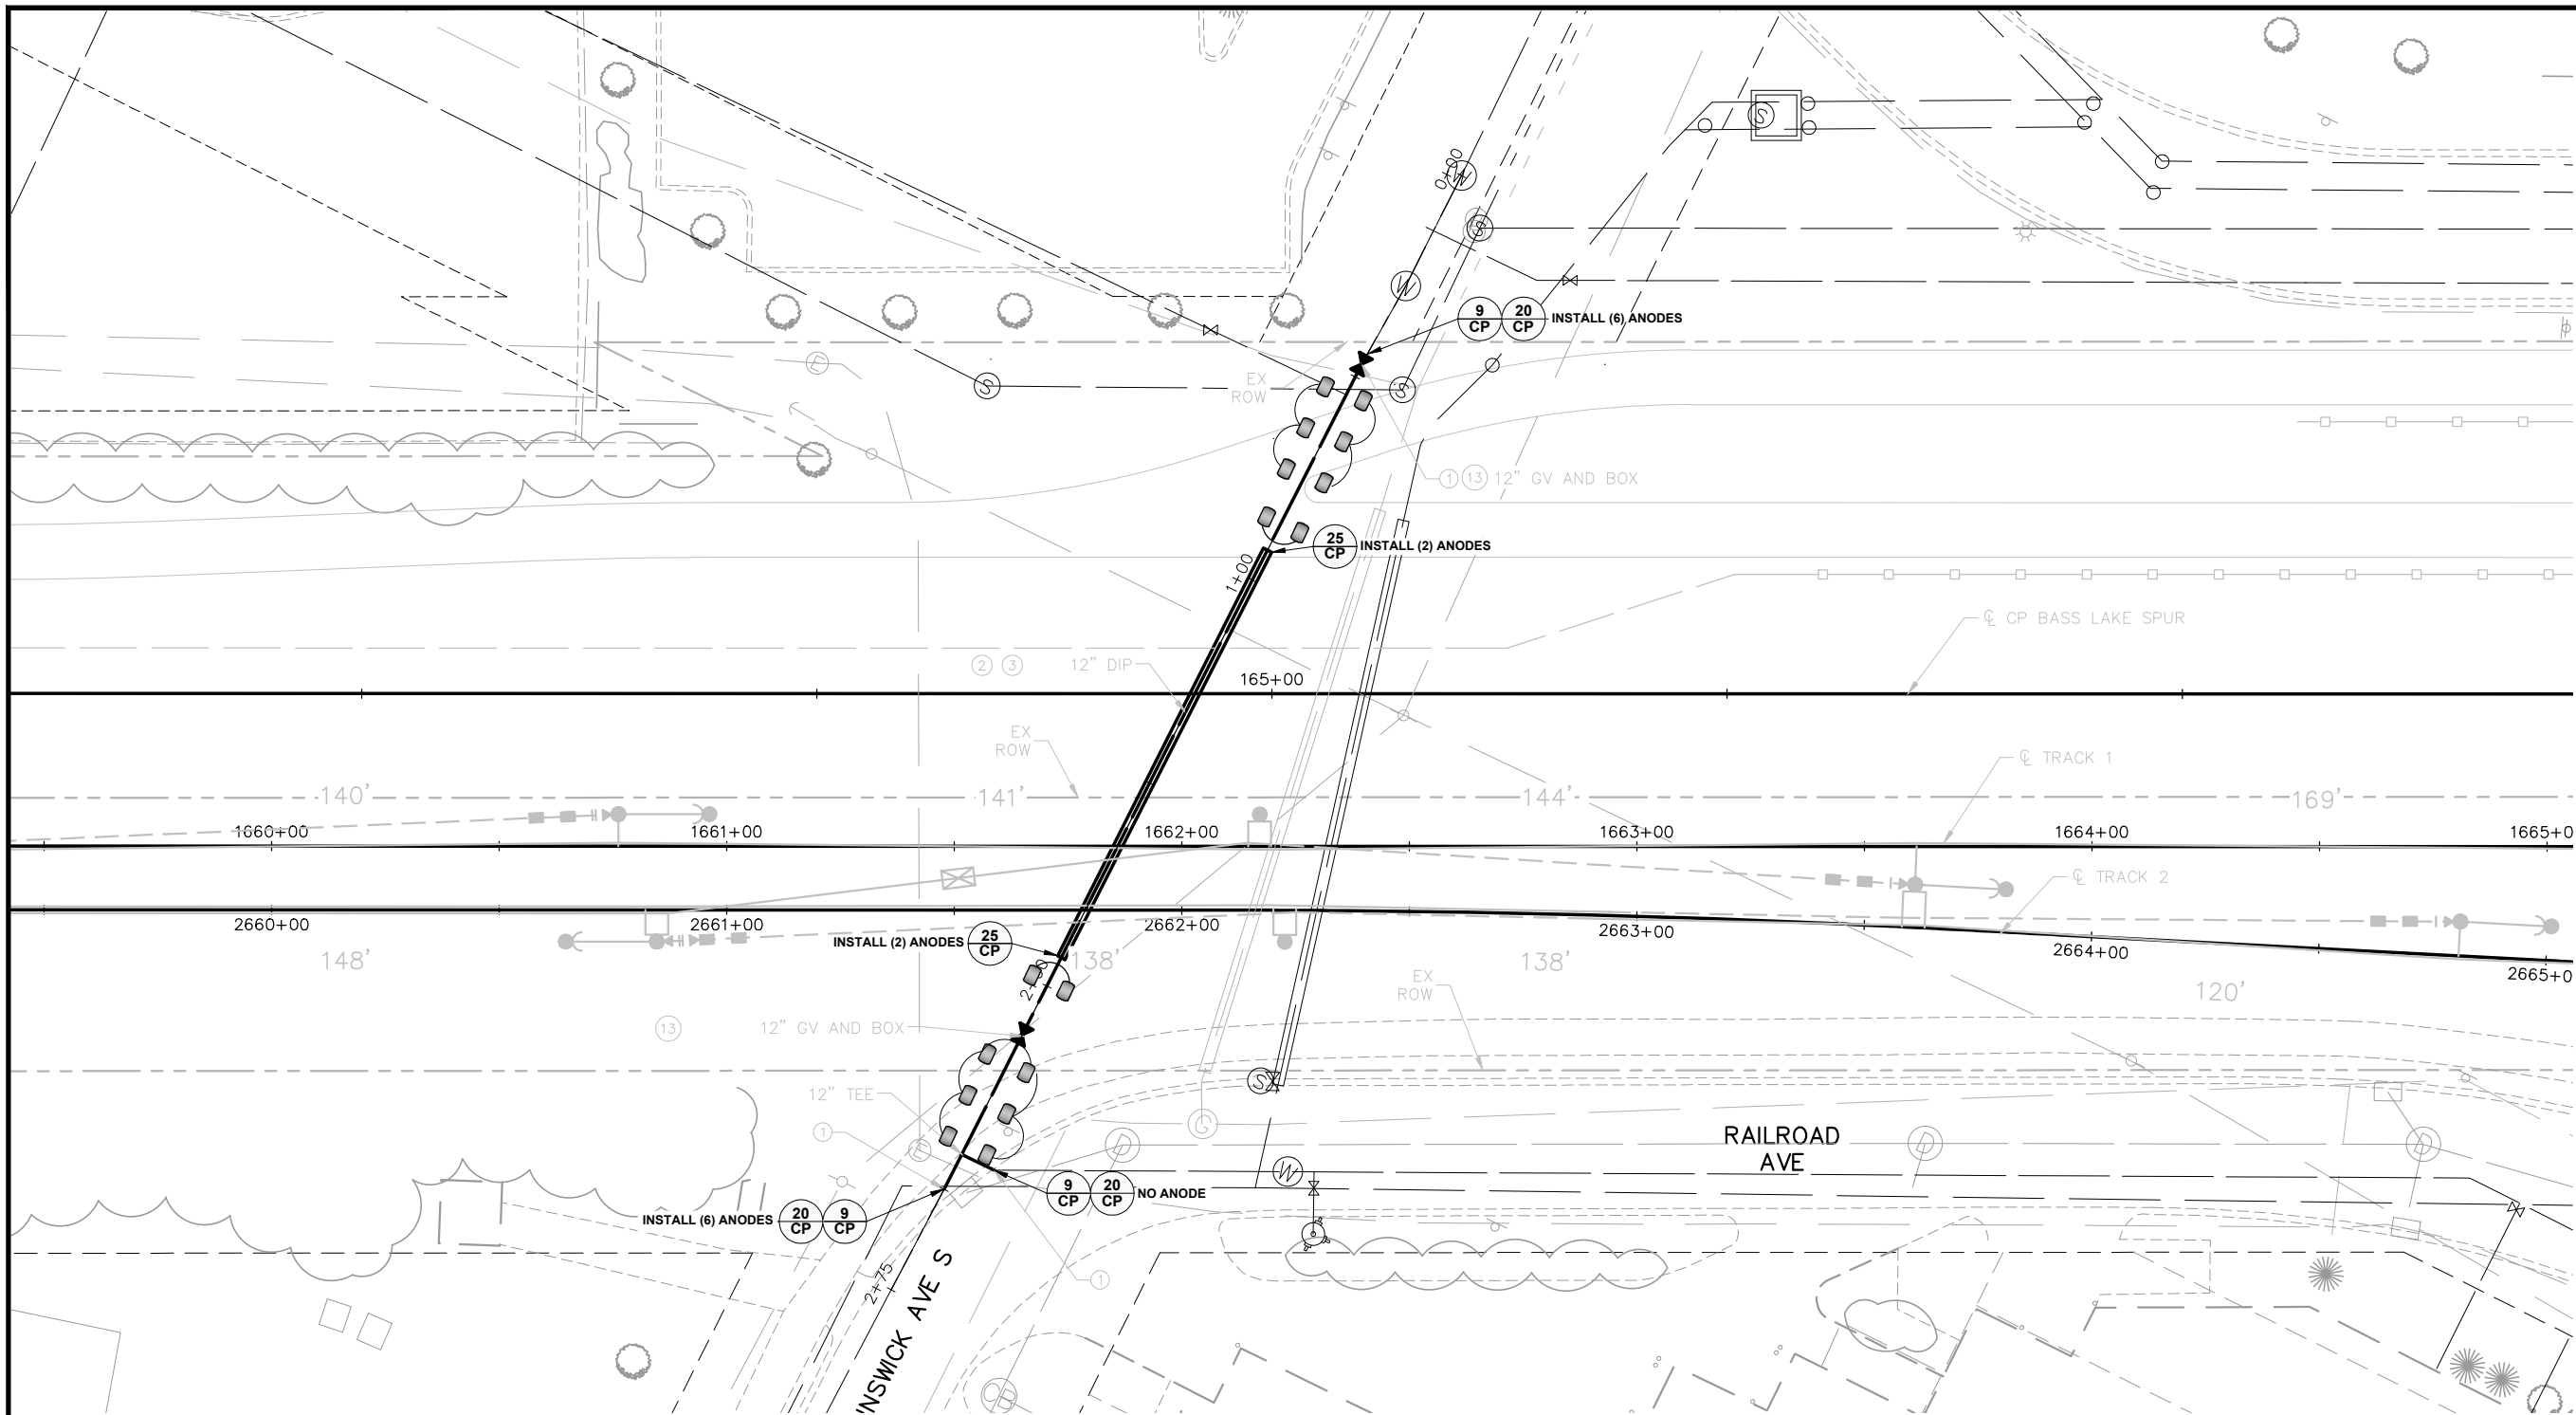 S
0+00
W
S
W
9 CP
20 CP
INSTALL (6) ANODES
E
S
S
EX
ROW
1 13 12" GV AND BOX
25 CP
INSTALL (2) ANODES
1+00
℄ CP BASS LAKE SPUR
2 3 12" DIP
165+00
EX
ROW
℄ TRACK 1
140'
141'
144'
169'
1660+00
1661+00
1662+00
1663+00
1664+00
1665+0
℄ TRACK 2
2660+00
2661+00
2662+00
2663+00
2664+00
2665+0
INSTALL (2) ANODES
25 CP
148'
138'
138'
120'
EX
ROW
13
12" GV AND BOX
S
12" TEE
1
G
E
D
D
D
RAILROAD
AVE
W
9 CP
20 CP
NO ANODE
INSTALL (6) ANODES
20 CP
9 CP
1
2+75
NSWICK AVE S
CB